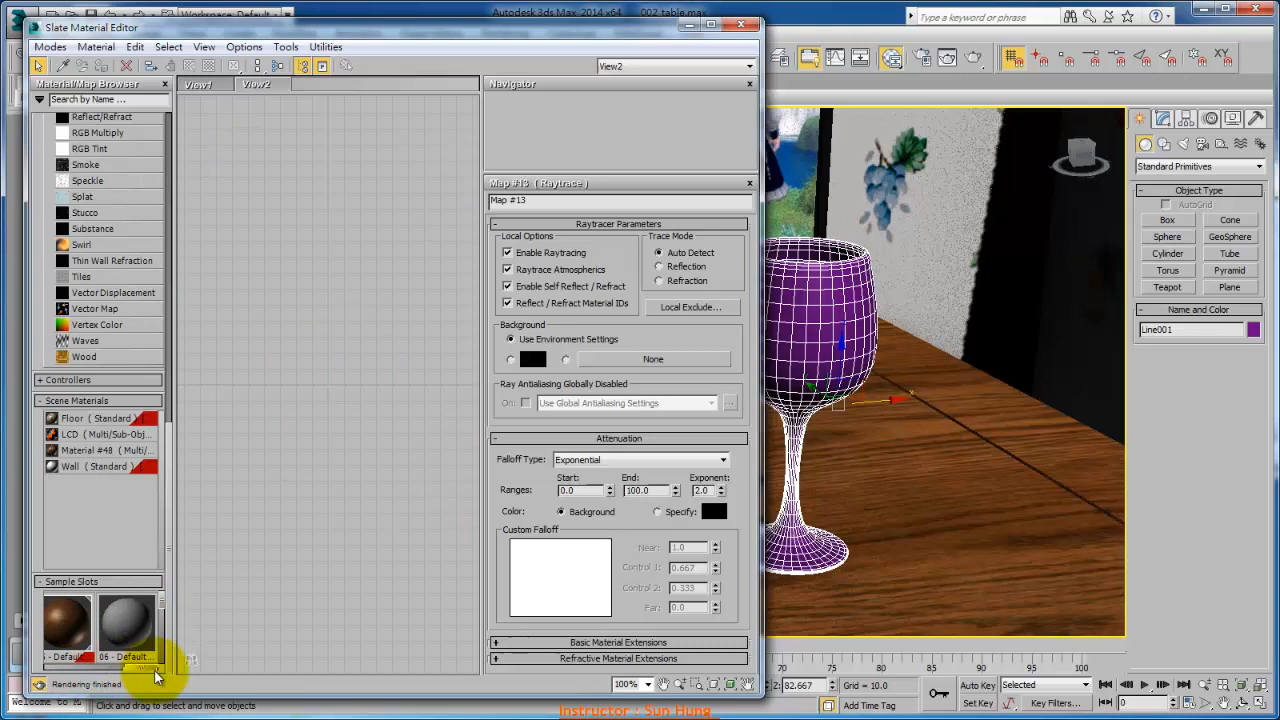 Workspace: Default
Autodesk 3ds Max 2014 x64
002_table.max
Type a keyword or phrase
Slate Material Editor
Modes Material Edit Select View Options Tools Utilities
View2
Material/Map Browser
View1 View2
Navigator
Search by Name ...
Reflect/Refract
RGB Multiply
RGB Tint
Smoke
Speckle
Splat
Stucco
Substance
Swirl
Thin Wall Refraction
Tiles
Vector Displacement
Vector Map
Vertex Color
Waves
Wood
+ Controllers
- Scene Materials
Floor ( Standard ) [
LCD ( Multi/Sub-Obj...
Material #48 ( Multi/...
Wall ( Standard ) [
- Sample Slots
- Default 06 - Default...
Rendering finished
Map #13 ( Raytrace )
Map #13
- Raytracer Parameters
Local Options
Enable Raytracing
Raytrace Atmospherics
Enable Self Reflect / Refract
Reflect / Refract Material IDs
Trace Mode
Auto Detect
Reflection
Refraction
Local Exclude...
Background
Use Environment Settings
None
Ray Antialiasing Globally Disabled
On: Use Global Antialiasing Settings ...
- Attenuation
Falloff Type: Exponential
Start: End: Exponent:
Ranges: 0.0 100.0 2.0
Color: Background Specify:
Custom Falloff
Near: 1.0
Control 1: 0.667
Control 2: 0.333
Far: 0.0
+ Basic Material Extensions
+ Refractive Material Extensions
100%
Standard Primitives
- Object Type
AutoGrid
Box Cone
Sphere GeoSphere
Cylinder Tube
Torus Pyramid
Teapot Plane
- Name and Color
Line001
x
80 85 90 95 100
Z: 82.667 Grid = 10.0
Auto Key Selected
Add Time Tag
Set Key Key Filters... 0
Welcome to M
Click and drag to select and move objects
Instructor : Sun Hung